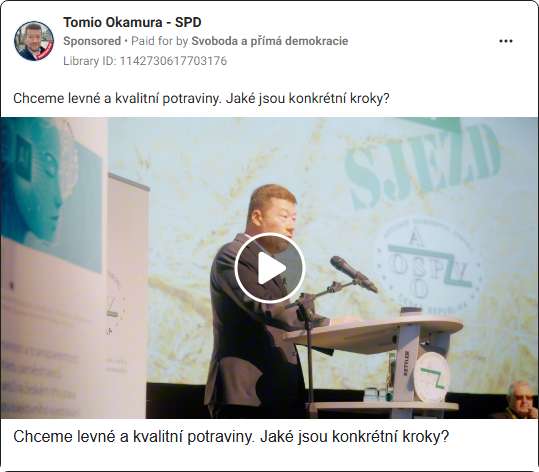 Tomio Okamura - SPD
Sponsored • Paid for by Svoboda a přímá demokracie
Library ID: 1142730617703176
Chceme levné a kvalitní potraviny. Jaké jsou konkrétní kroky?
SJEZD
Chceme levné a kvalitní potraviny. Jaké jsou konkrétní kroky?